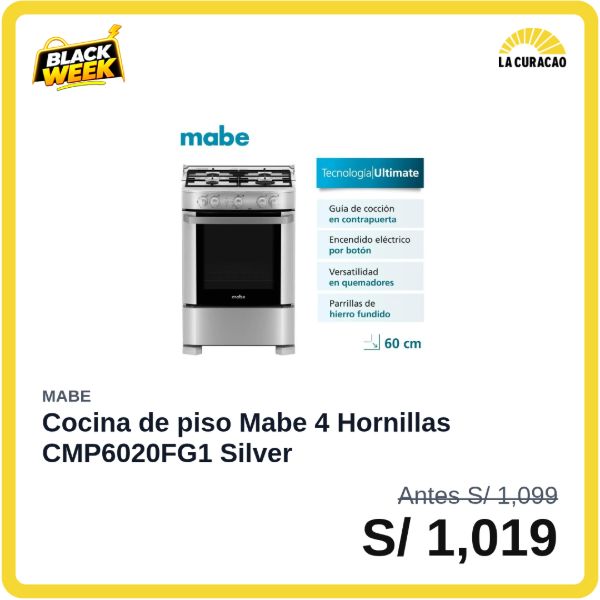 BLACK
WEEK
LA CURACAO
mabe
Tecnología|Ultimate
Guía de cocción
en contrapuerta
Encendido eléctrico
por botón
Versatilidad
en quemadores
Parrillas de
hierro fundido
mabe
60 cm
MABE
Cocina de piso Mabe 4 Hornillas
CMP6020FG1 Silver
Antes S/ 1,099
S/ 1,019